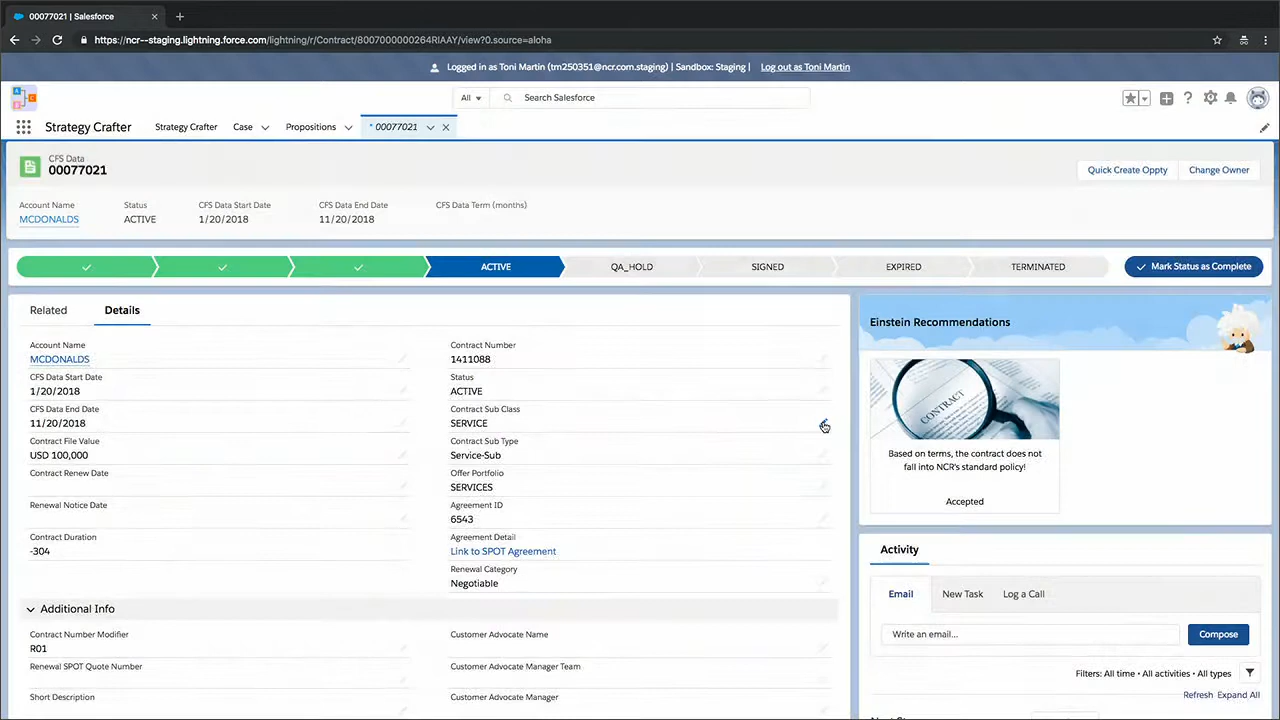 00077021 | Salesforce
https://ncr--staging.lightning.force.com/lightning/r/Contract/8007000000264RIAAY/view?0.source=aloha
Logged in as Toni Martin (tm250351@ncr.com.staging) | Sandbox: Staging | Log out as Toni Martin
All Search Salesforce
Strategy Crafter Strategy Crafter Case Propositions * 00077021
CFS Data
00077021
Quick Create Oppty Change Owner
Account Name Status CFS Data Start Date CFS Data End Date CFS Data Term (months)
MCDONALDS ACTIVE 1/20/2018 11/20/2018
ACTIVE QA_HOLD SIGNED EXPIRED TERMINATED Mark Status as Complete
Related Details
Account Name
MCDONALDS
CFS Data Start Date
1/20/2018
CFS Data End Date
11/20/2018
Contract File Value
USD 100,000
Contract Renew Date
Renewal Notice Date
Contract Duration
-304
Contract Number
1411088
Status
ACTIVE
Contract Sub Class
SERVICE
Contract Sub Type
Service-Sub
Offer Portfolio
SERVICES
Agreement ID
6543
Agreement Detail
Link to SPOT Agreement
Renewal Category
Negotiable
Additional Info
Contract Number Modifier
R01
Renewal SPOT Quote Number
Short Description
Customer Advocate Name
Customer Advocate Manager Team
Customer Advocate Manager
Einstein Recommendations
CONTRACT
Based on terms, the contract does not
fall into NCR's standard policy!
Accepted
Activity
Email New Task Log a Call
Write an email... Compose
Filters: All time • All activities • All types
Refresh Expand All